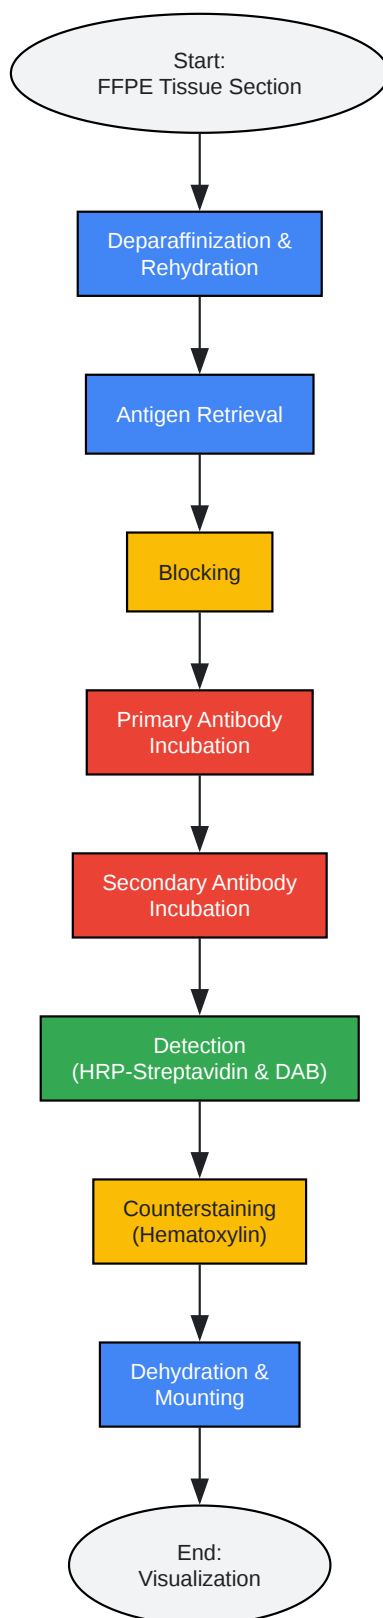 Start:
FFPE Tissue Section
Deparaffinization &
Rehydration
Antigen Retrieval
Blocking
Primary Antibody
Incubation
Secondary Antibody
Incubation
Detection
(HRP-Streptavidin & DAB)
Counterstaining
(Hematoxylin)
Dehydration &
Mounting
End:
Visualization